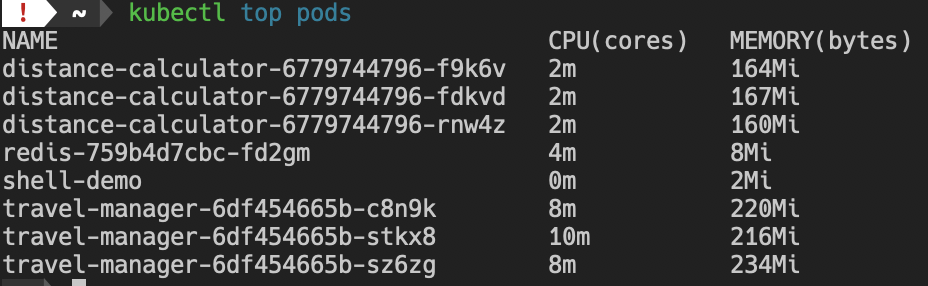 ! ~ kubectl top pods
NAME CPU(cores) MEMORY(bytes)
distance-calculator-6779744796-f9k6v 2m 164Mi
distance-calculator-6779744796-fdkvd 2m 167Mi
distance-calculator-6779744796-rnw4z 2m 160Mi
redis-759b4d7cbc-fd2gm 4m 8Mi
shell-demo 0m 2Mi
travel-manager-6df454665b-c8n9k 8m 220Mi
travel-manager-6df454665b-stkx8 10m 216Mi
travel-manager-6df454665b-sz6zg 8m 234Mi